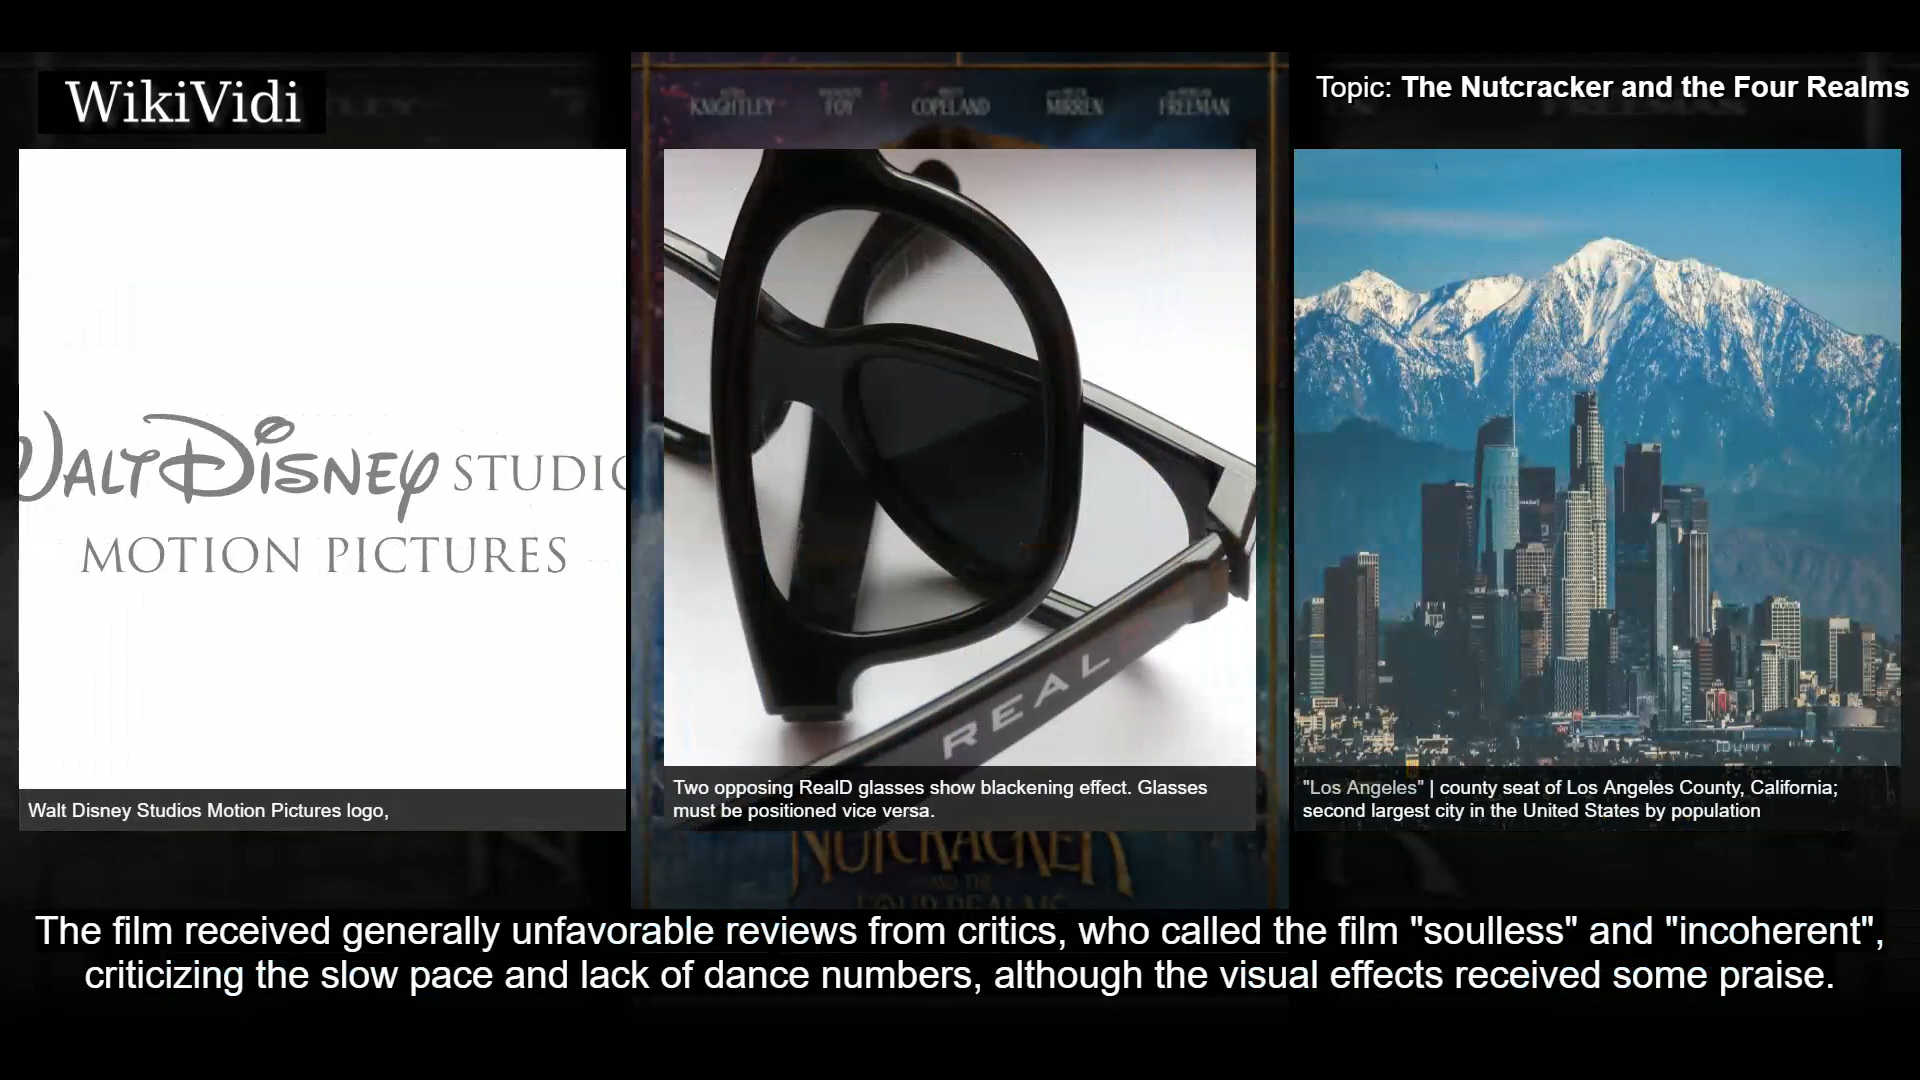 WikiVidi
Topic: The Nutcracker and the Four Realms
KNIGHTLEY FOY COPELAND MIRREN FREEMAN
WALT DISNEY STUDIO
MOTION PICTURES
REAL
Walt Disney Studios Motion Pictures logo,
Two opposing RealD glasses show blackening effect. Glasses
must be positioned vice versa.
"Los Angeles" | county seat of Los Angeles County, California;
second largest city in the United States by population
NUTCRACKER
AND THE
FOUR REALMS
The film received generally unfavorable reviews from critics, who called the film "soulless" and "incoherent",
criticizing the slow pace and lack of dance numbers, although the visual effects received some praise.